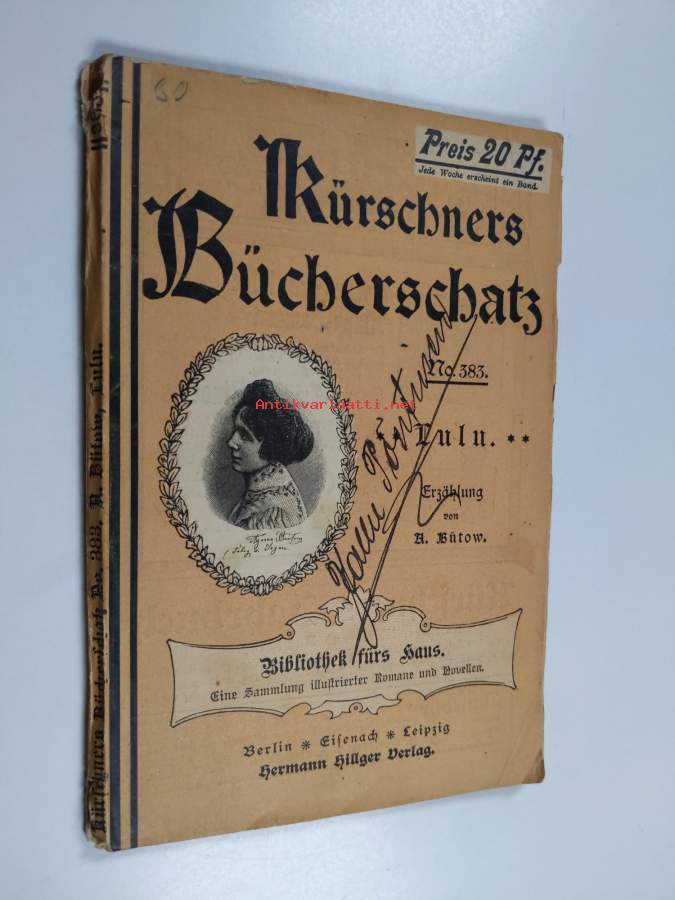 50
Preis 20 Pf.
Jede Woche erscheint ein Band.
Kürschners
Bücherschatz
No. 383.
Antikvariaatti.net
Lulu. **
Erzählung
von
A. Bütow.
Bibliothek fürs Haus.
Eine Sammlung illustrierter Romane und Novellen.
Berlin * Eisenach * Leipzig
Hermann Hillger Verlag.
Kürschners Bücherschatz No. 383. A. Bütow, Lulu.